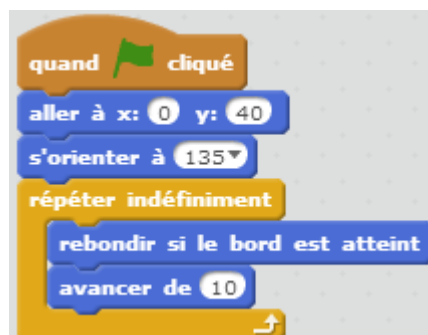 quand cliqué
aller à x: 0 y: 40
s'orienter à 135
répéter indéfiniment
rebondir si le bord est atteint
avancer de 10